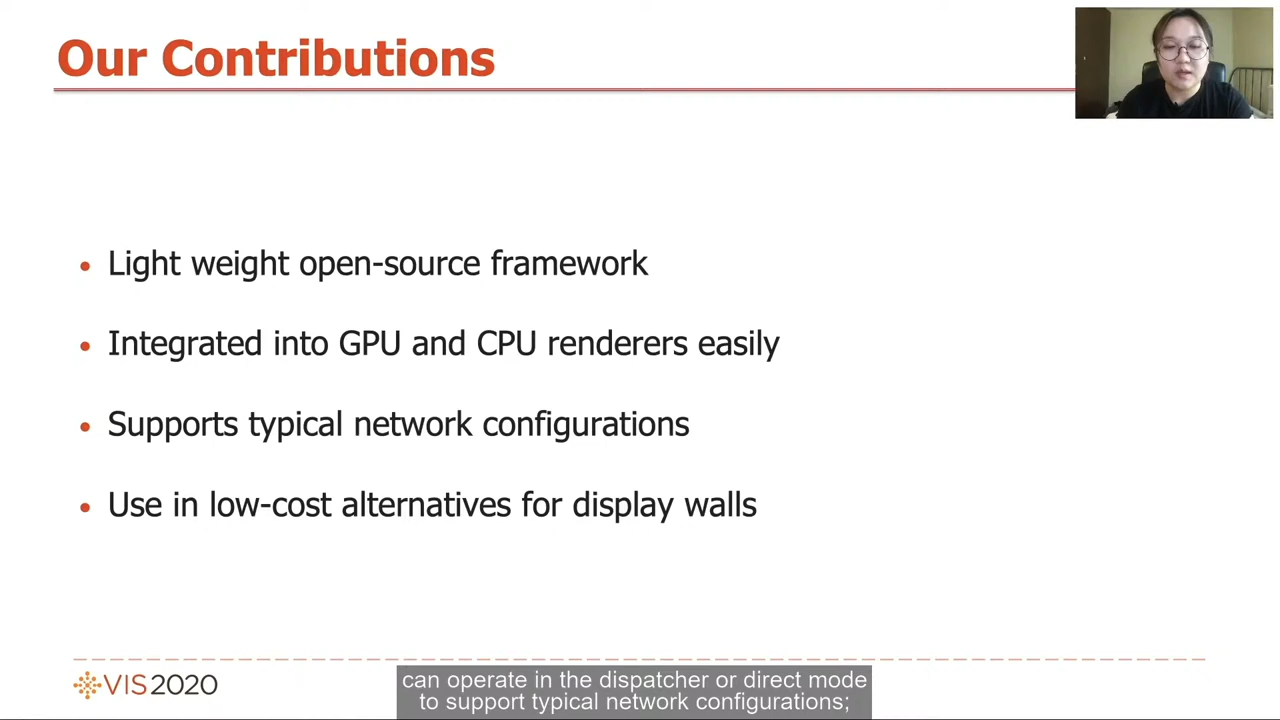 Our Contributions
• Light weight open-source framework
• Integrated into GPU and CPU renderers easily
• Supports typical network configurations
• Use in low-cost alternatives for display walls
VIS2020
can operate in the dispatcher or direct mode
to support typical network configurations;